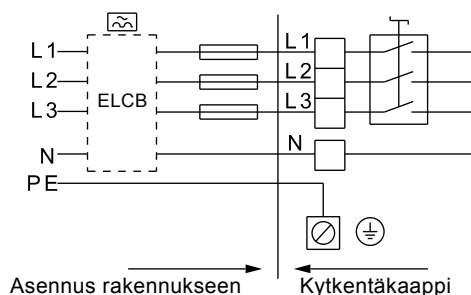 L1
L2
L3
N
PE
ELCB
L1
L2
L3
N
Asennus rakennukseen
Kytkentäkaappi